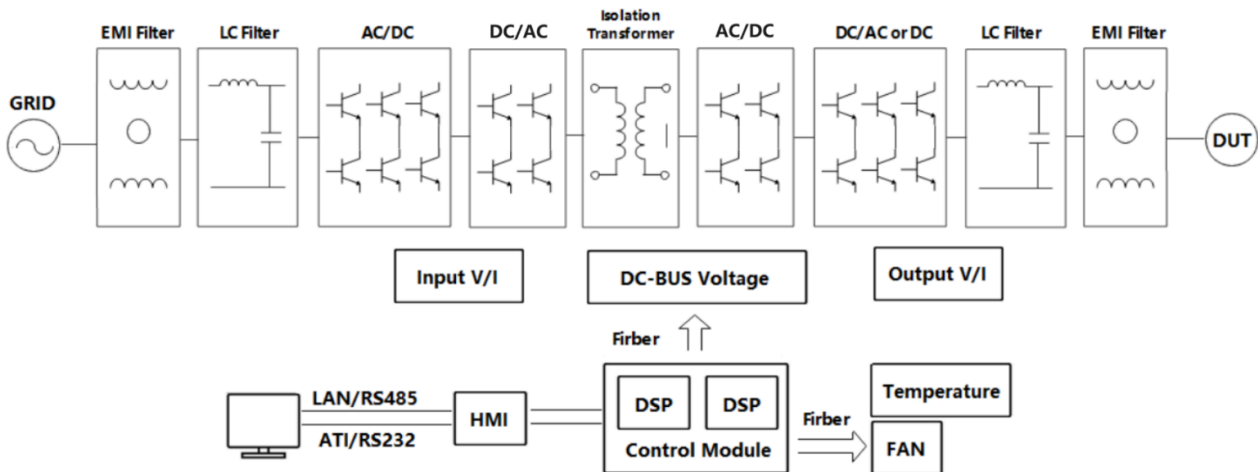 EMI Filter
LC Filter
AC/DC
DC/AC
Isolation
Transformer
AC/DC
DC/AC or DC
LC Filter
EMI Filter
GRID
DUT
Input V/I
DC-BUS Voltage
Output V/I
Firber
LAN/RS485
ATI/RS232
HMI
DSP
DSP
Control Module
Firber
Temperature
FAN